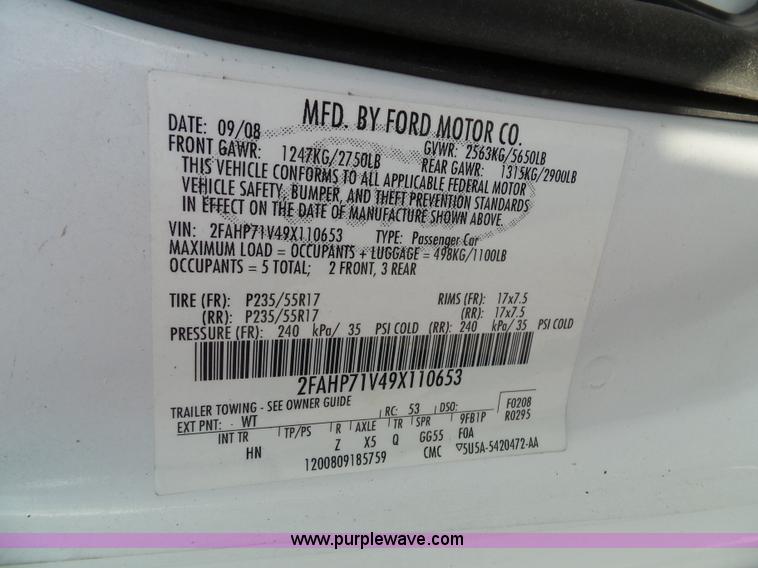 MFD. BY FORD MOTOR CO.
DATE: 09/08 GVWR: 2563KG/5650LB
FRONT GAWR: 1247KG/2750LB REAR GAWR: 1315KG/2900LB
THIS VEHICLE CONFORMS TO ALL APPLICABLE FEDERAL MOTOR
VEHICLE SAFETY, BUMPER, AND THEFT PREVENTION STANDARDS
IN EFFECT ON THE DATE OF MANUFACTURE SHOWN ABOVE.
VIN: 2FAHP71V49X110653 TYPE: Passenger Car
MAXIMUM LOAD = OCCUPANTS + LUGGAGE = 498KG/1100LB
OCCUPANTS = 5 TOTAL; 2 FRONT, 3 REAR
TIRE (FR): P235/55R17 RIMS (FR): 17x7.5
(RR): P235/55R17 (RR): 17x7.5
PRESSURE (FR): 240 kPa/ 35 PSI COLD (RR): 240 kPa/ 35 PSI COLD
2FAHP71V49X110653
TRAILER TOWING - SEE OWNER GUIDE
EXT PNT: WT RC: 53 DSO: 9FB1P F0208
R0295
INT TR TP/PS R AXLE TR SPR
HN Z X5 Q GG55 F0A
1200809185759 CMC ▽5U5A-5420472-AA
www.purplewave.com